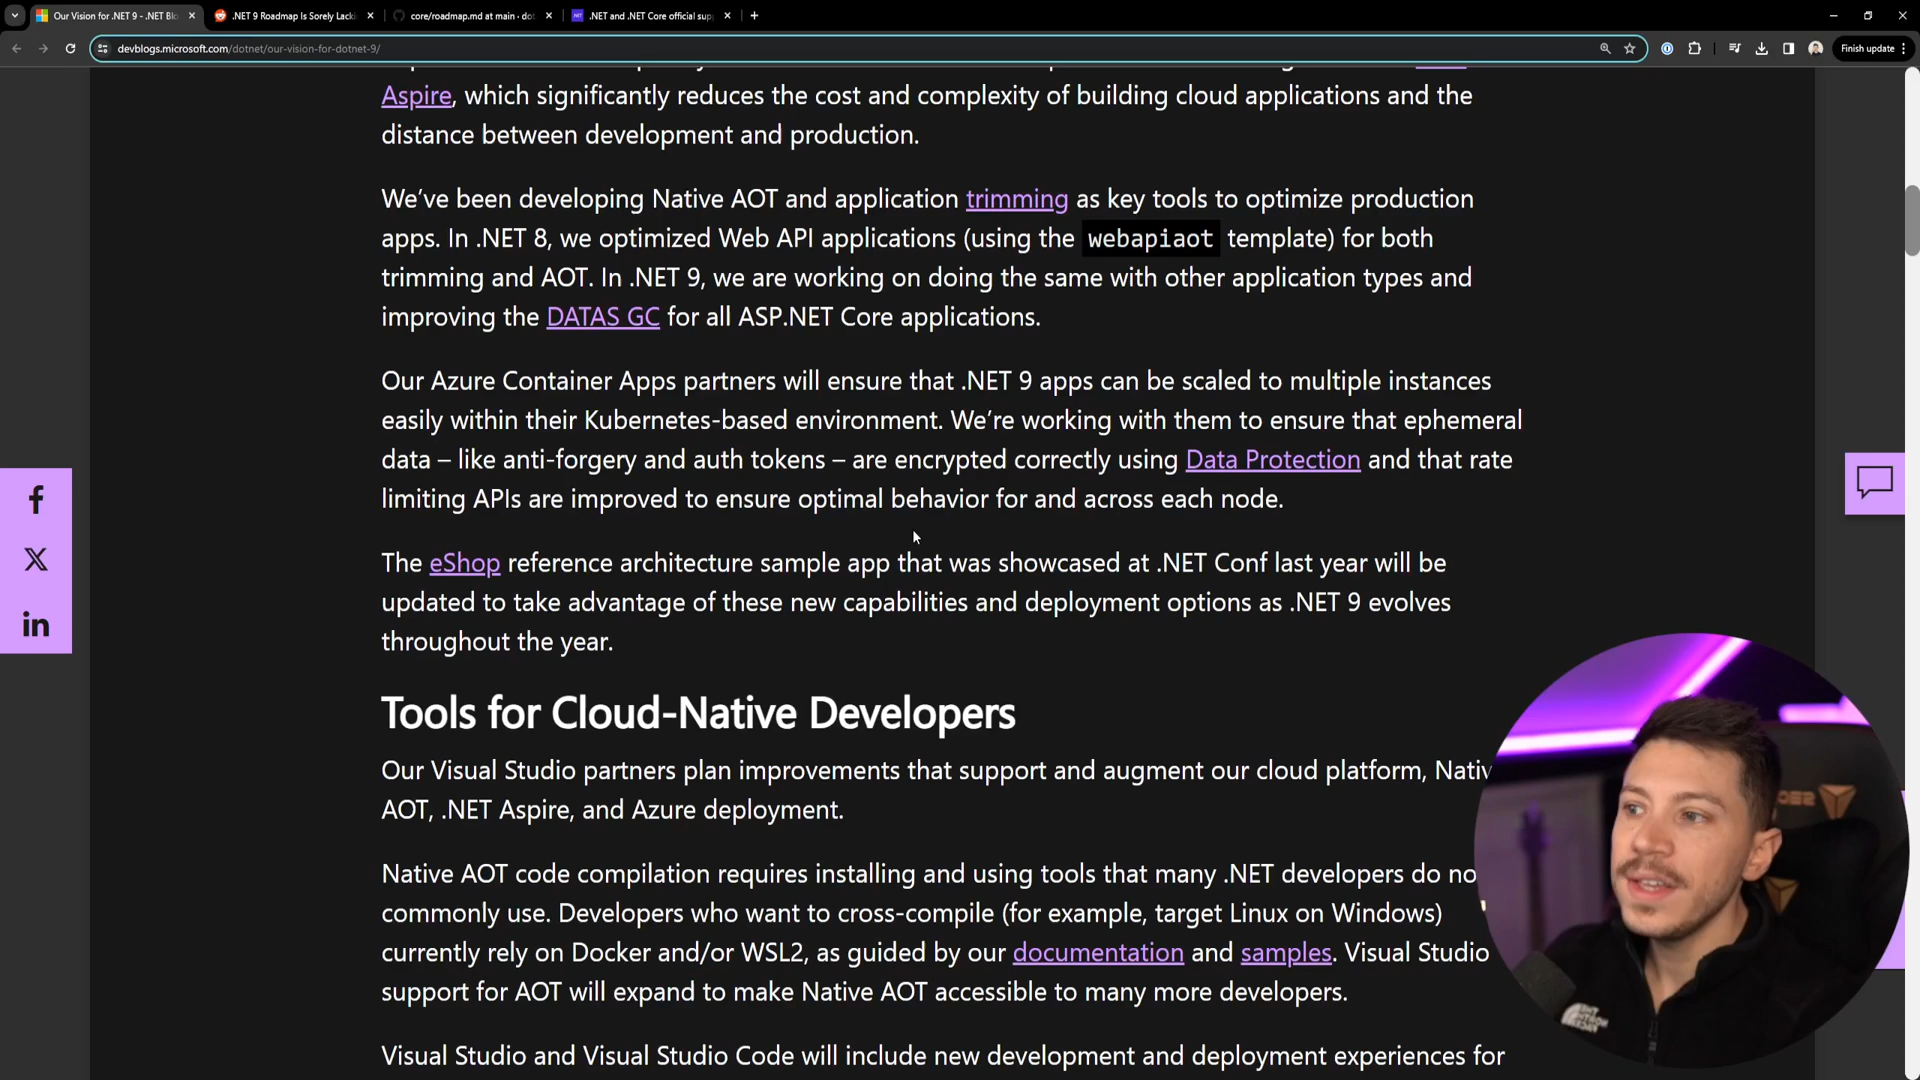 Our Vision for .NET 9 - .NET Blo
.NET 9 Roadmap Is Sorely Lacki
core/roadmap.md at main · dot
.NET and .NET Core official sup
devblogs.microsoft.com/dotnet/our-vision-for-dotnet-9/
Finish update
Aspire, which significantly reduces the cost and complexity of building cloud applications and the
distance between development and production.
We’ve been developing Native AOT and application trimming as key tools to optimize production
apps. In .NET 8, we optimized Web API applications (using the webapiaot template) for both
trimming and AOT. In .NET 9, we are working on doing the same with other application types and
improving the DATAS GC for all ASP.NET Core applications.
Our Azure Container Apps partners will ensure that .NET 9 apps can be scaled to multiple instances
easily within their Kubernetes-based environment. We’re working with them to ensure that ephemeral
data – like anti-forgery and auth tokens – are encrypted correctly using Data Protection and that rate
limiting APIs are improved to ensure optimal behavior for and across each node.
The eShop reference architecture sample app that was showcased at .NET Conf last year will be
updated to take advantage of these new capabilities and deployment options as .NET 9 evolves
throughout the year.
Tools for Cloud-Native Developers
Our Visual Studio partners plan improvements that support and augment our cloud platform, Nativ
AOT, .NET Aspire, and Azure deployment.
Native AOT code compilation requires installing and using tools that many .NET developers do no
commonly use. Developers who want to cross-compile (for example, target Linux on Windows)
currently rely on Docker and/or WSL2, as guided by our documentation and samples. Visual Studio
support for AOT will expand to make Native AOT accessible to many more developers.
Visual Studio and Visual Studio Code will include new development and deployment experiences for